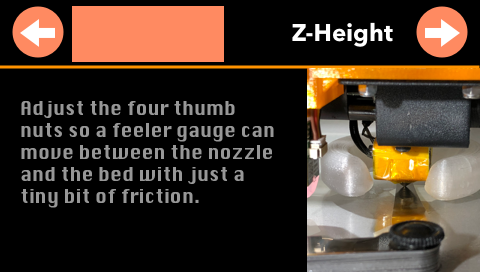 Z-Height
Adjust the four thumb
nuts so a feeler gauge can
move between the nozzle
and the bed with just a
tiny bit of friction.